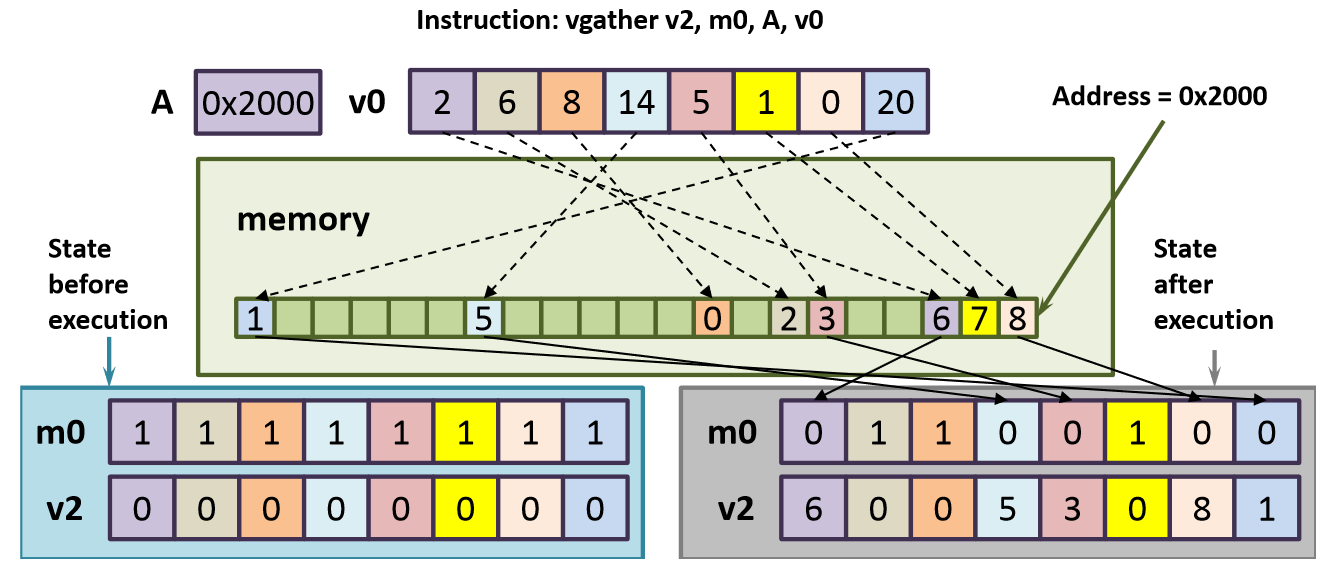 Instruction: vgather v2, m0, A, v0
A 0x2000 v0 2 6 8 14 5 1 0 20
Address = 0x2000
memory
1 5 0 2 3 6 7 8
State
before
execution
State
after
execution
m0 1 1 1 1 1 1 1 1
v2 0 0 0 0 0 0 0 0
m0 0 1 1 0 0 1 0 0
v2 6 0 0 5 3 0 8 1